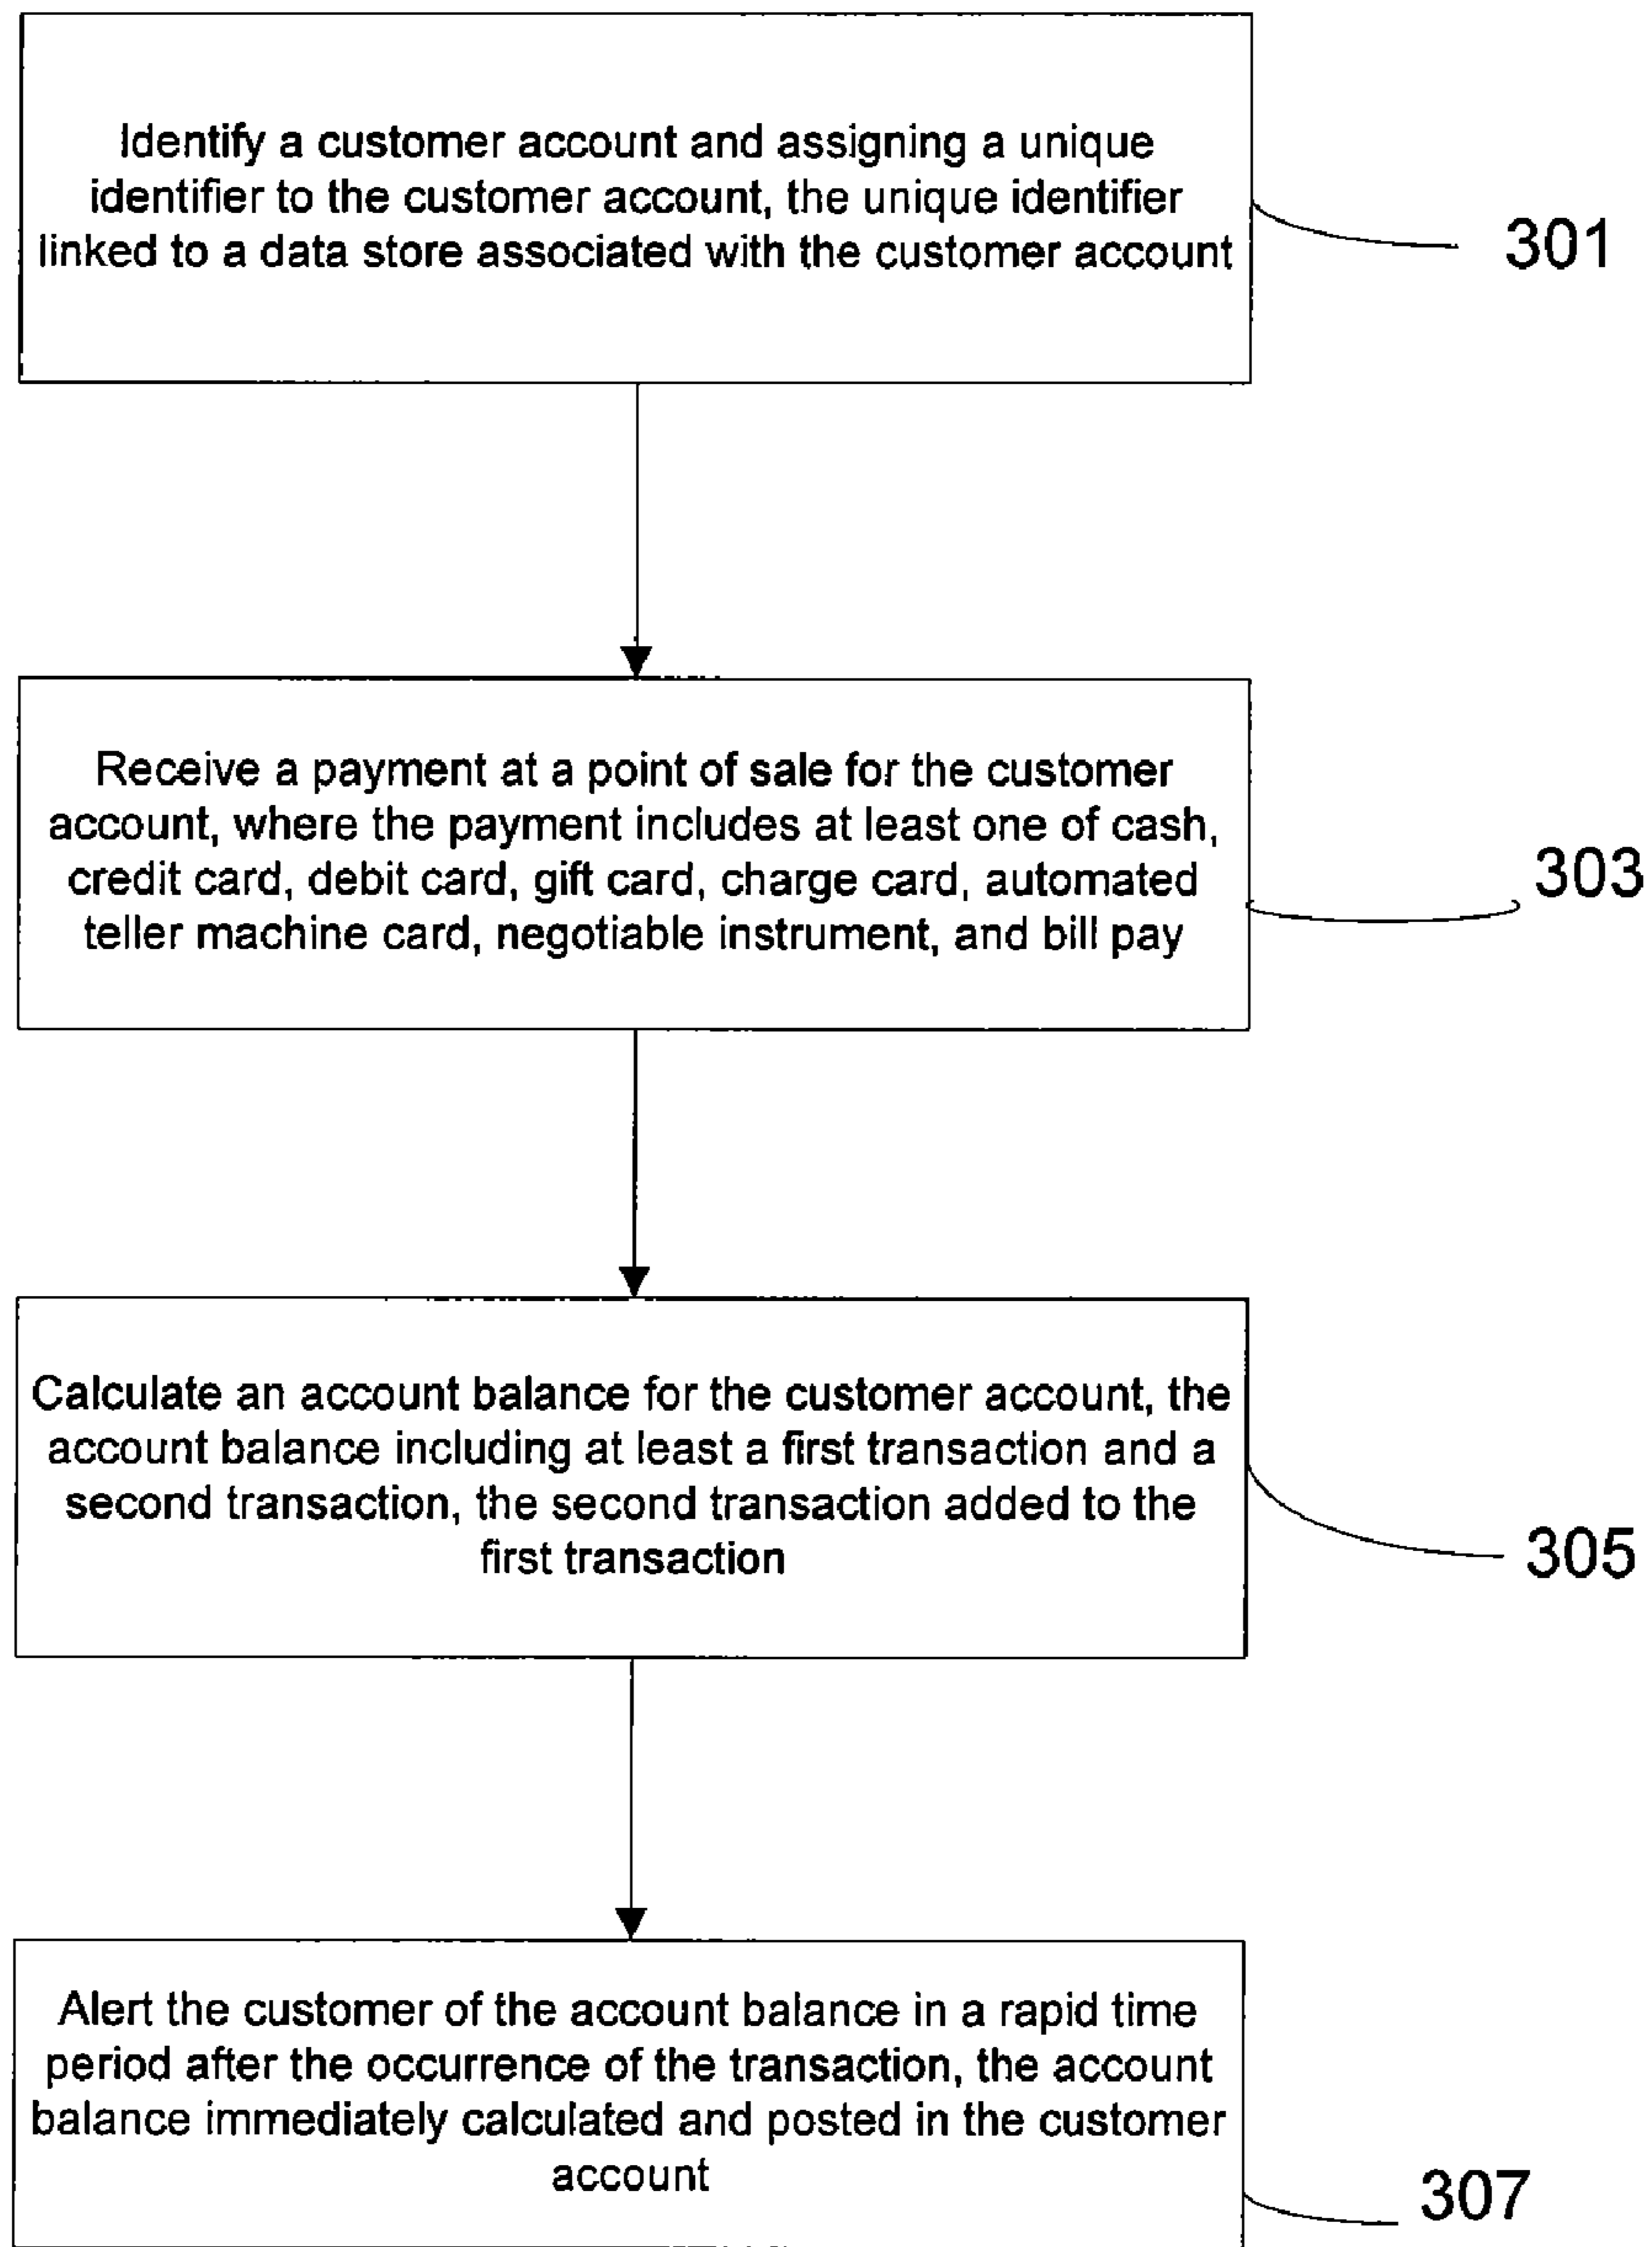 Identify a customer account and assigning a unique
identifier to the customer account, the unique identifier
linked to a data store associated with the customer account
301
Receive a payment at a point of sale for the customer
account, where the payment includes at least one of cash,
credit card, debit card, gift card, charge card, automated
teller machine card, negotiable instrument, and bill pay
303
Calculate an account balance for the customer account, the
account balance including at least a first transaction and a
second transaction, the second transaction added to the
first transaction
305
Alert the customer of the account balance in a rapid time
period after the occurrence of the transaction, the account
balance immediately calculated and posted in the customer
account
307